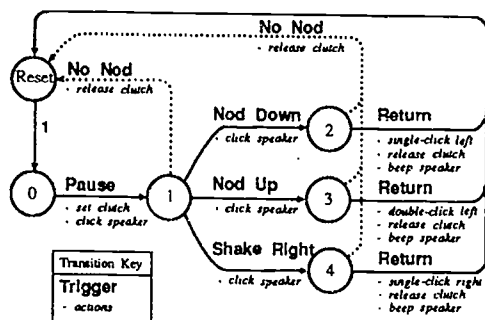 No Nod
- release clutch
Reset
No Nod
- release clutch
1
Nod Down
- click speaker
2
Return
- single-click left
- release clutch
- beep speaker
0
Pause
- set clutch
- click speaker
1
Nod Up
- click speaker
3
Return
- double-click left
- release clutch
- beep speaker
Shake Right
- click speaker
4
Return
- single-click right
- release clutch
- beep speaker
Transition Key
Trigger
- actions